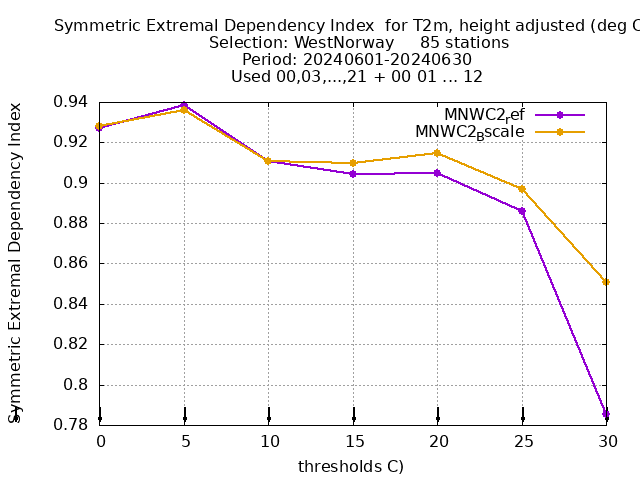 Symmetric Extremal Dependency Index for T2m, height adjusted (deg C
Selection: WestNorway 85 stations
Period: 20240601-20240630
Used 00,03,...,21 + 00 01 ... 12
Symmetric Extremal Dependency Index
MNWC2ref
MNWC2Bscale
0.94
0.92
0.9
0.88
0.86
0.84
0.82
0.8
0.78
0 5 10 15 20 25 30
thresholds C)